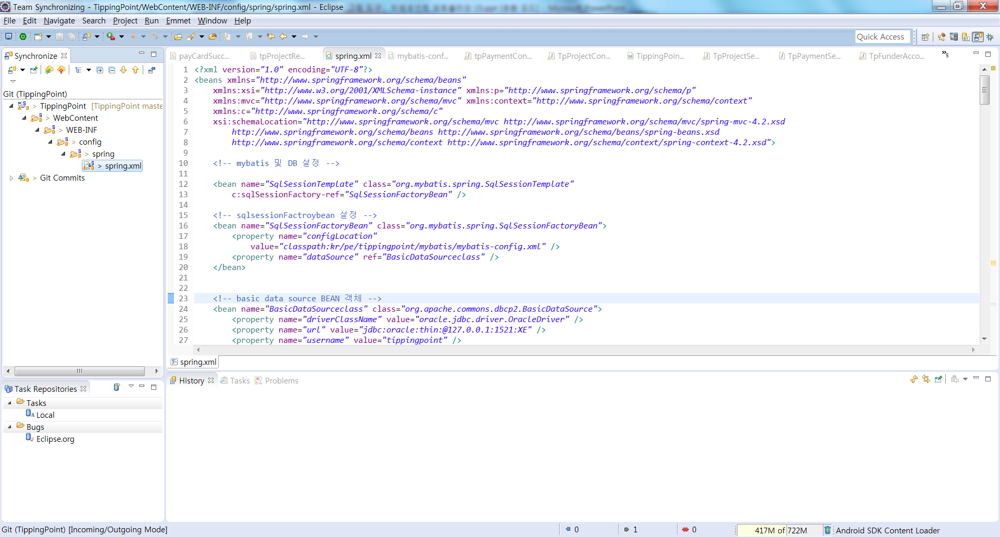 Team Synchronizing - TippingPoint/WebContent/WEB-INF/config/spring/spring.xml - Eclipse
File Edit Navigate Search Project Run Emmet Window Help
Quick Access
Synchronize
Git (TippingPoint)
> TippingPoint [TippingPoint maste
> WebContent
> WEB-INF
> config
> spring
> spring.xml
> Git Commits
Task Repositories
Tasks
Local
Bugs
Eclipse.org
payCardSucc... tpProjectRe... spring.xml mybatis-conf... tpPaymentCon... TpProjectCon... TippingPoin... TpProjectSe... TpPaymentSe... TpFunderAcco... »5
1 <?xml version="1.0" encoding="UTF-8"?>
2 <beans xmlns="http://www.springframework.org/schema/beans"
3 xmlns:xsi="http://www.w3.org/2001/XMLSchema-instance" xmlns:p="http://www.springframework.org/schema/p"
4 xmlns:mvc="http://www.springframework.org/schema/mvc" xmlns:context="http://www.springframework.org/schema/context"
5 xmlns:c="http://www.springframework.org/schema/c"
6 xsi:schemaLocation="http://www.springframework.org/schema/mvc http://www.springframework.org/schema/mvc/spring-mvc-4.2.xsd
7 http://www.springframework.org/schema/beans http://www.springframework.org/schema/beans/spring-beans.xsd
8 http://www.springframework.org/schema/context http://www.springframework.org/schema/context/spring-context-4.2.xsd">
9
10 <!-- mybatis 및 DB 설정 -->
11
12 <bean name="SqlSessionTemplate" class="org.mybatis.spring.SqlSessionTemplate"
13 c:sqlSessionFactory-ref="SqlSessionFactoryBean" />
14
15 <!-- sqlsessionFactroybean 설정 -->
16 <bean name="SqlSessionFactoryBean" class="org.mybatis.spring.SqlSessionFactoryBean">
17 <property name="configLocation"
18 value="classpath:kr/pe/tippingpoint/mybatis/mybatis-config.xml" />
19 <property name="dataSource" ref="BasicDataSourceclass" />
20 </bean>
21
22
23 <!-- basic data source BEAN 객체 -->
24 <bean name="BasicDataSourceclass" class="org.apache.commons.dbcp2.BasicDataSource">
25 <property name="driverClassName" value="oracle.jdbc.driver.OracleDriver" />
26 <property name="url" value="jdbc:oracle:thin:@127.0.0.1:1521:XE" />
27 <property name="username" value="tippingpoint" />
spring.xml
History Tasks Problems
Git (TippingPoint) [Incoming/Outgoing Mode] 0 1 0 417M of 722M Android SDK Content Loader